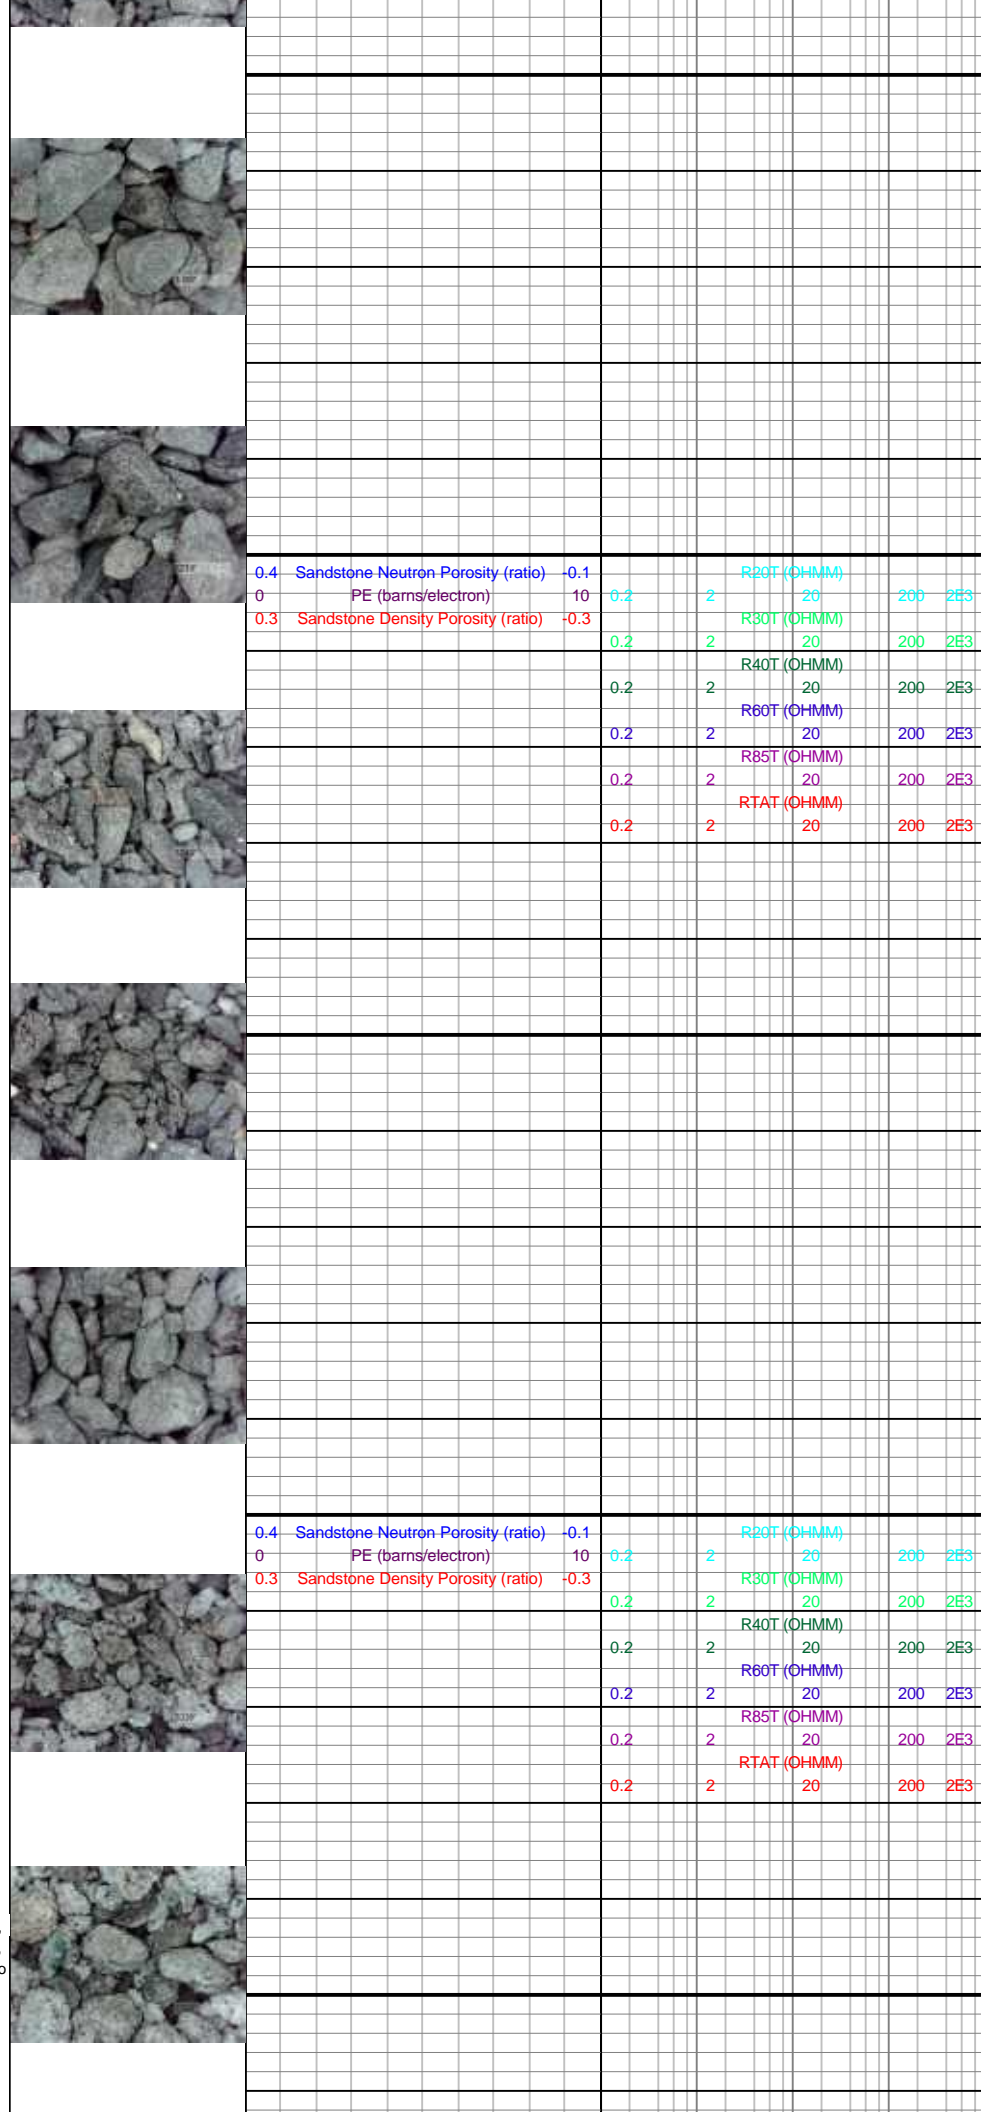 0.4 Sandstone Neutron Porosity (ratio) -0.1
0 PE (barns/electron) 10
0.3 Sandstone Density Porosity (ratio) -0.3
R20T (OHMM)
0.2 2 20 200 2E3
R30T (OHMM)
0.2 2 20 200 2E3
R40T (OHMM)
0.2 2 20 200 2E3
R60T (OHMM)
0.2 2 20 200 2E3
R85T (OHMM)
0.2 2 20 200 2E3
RTAT (OHMM)
0.2 2 20 200 2E3
0.4 Sandstone Neutron Porosity (ratio) -0.1
0 PE (barns/electron) 10
0.3 Sandstone Density Porosity (ratio) -0.3
R20T (OHMM)
0.2 2 20 200 2E3
R30T (OHMM)
0.2 2 20 200 2E3
R40T (OHMM)
0.2 2 20 200 2E3
R60T (OHMM)
0.2 2 20 200 2E3
R85T (OHMM)
0.2 2 20 200 2E3
RTAT (OHMM)
0.2 2 20 200 2E3